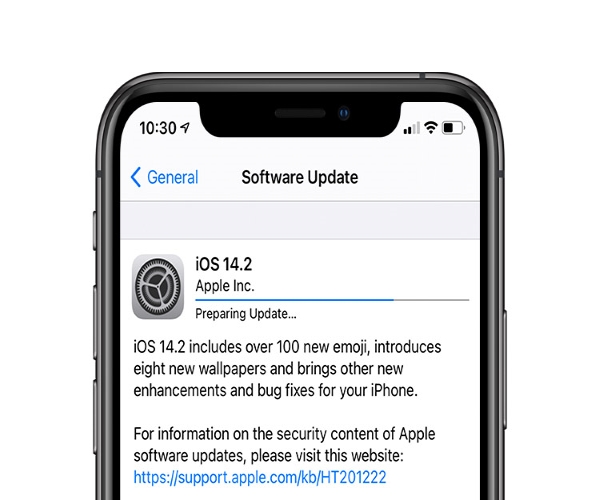 10:30
General Software Update
iOS 14.2
Apple Inc.
Preparing Update...
iOS 14.2 includes over 100 new emoji, introduces
eight new wallpapers and brings other new
enhancements and bug fixes for your iPhone.
For information on the security content of Apple
software updates, please visit this website:
https://support.apple.com/kb/HT201222